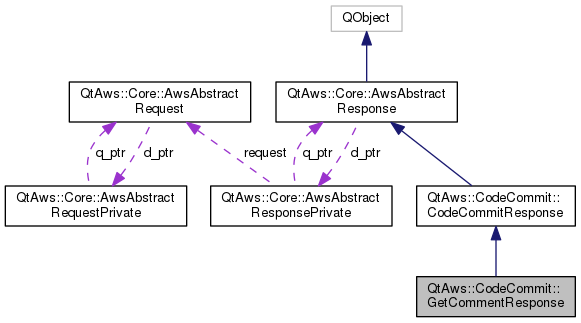 QObject
QtAws::Core::AwsAbstract
Request
QtAws::Core::AwsAbstract
Response
q_ptr
d_ptr
request
q_ptr
d_ptr
QtAws::Core::AwsAbstract
RequestPrivate
QtAws::Core::AwsAbstract
ResponsePrivate
QtAws::CodeCommit::
CodeCommitResponse
QtAws::CodeCommit::
GetCommentResponse